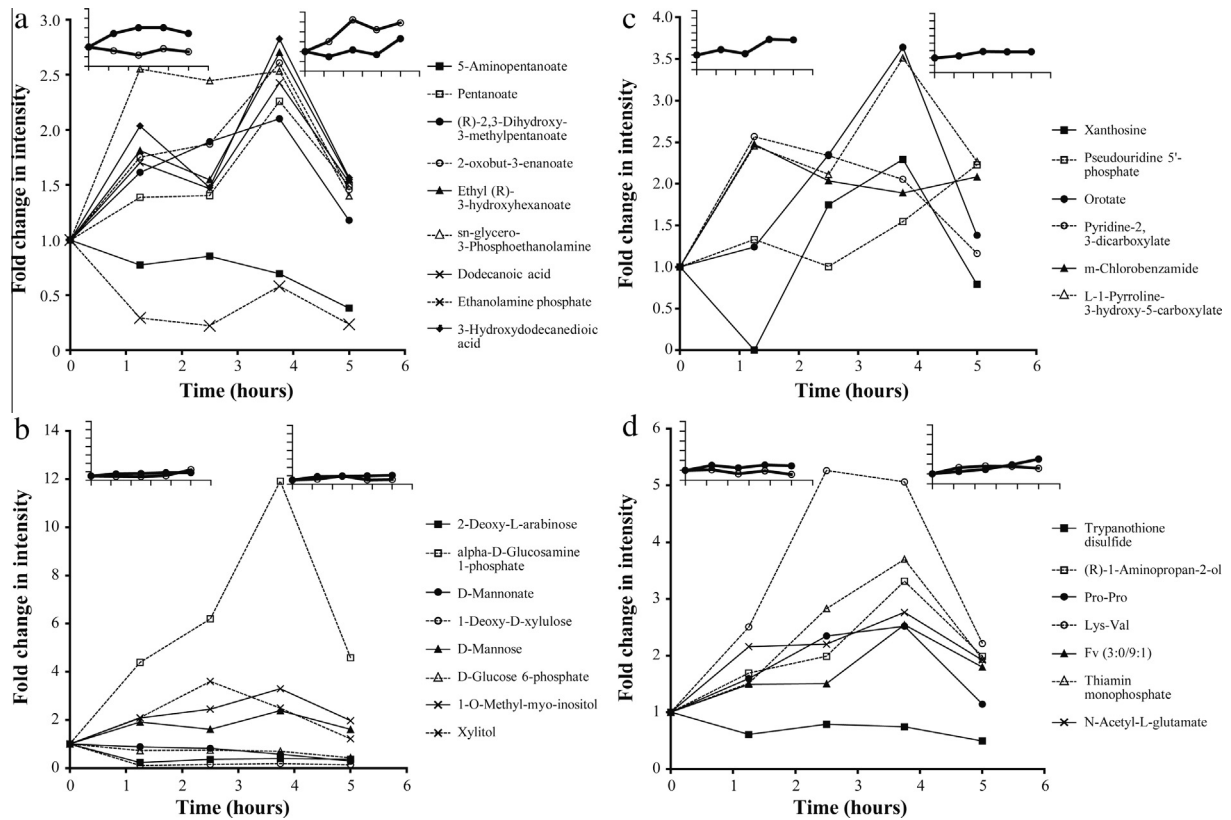 a
3.0
2.5
2.0
1.5
1.0
0.5
0
Fold change in intensity
0 1 2 3 4 5 6
Time (hours)
5-Aminopentanoate
Pentanoate
(R)-2,3-Dihydroxy-
3-methylpentanoate
2-oxobut-3-enanoate
Ethyl (R)-
3-hydroxyhexanoate
sn-glycero-
3-Phosphoethanolamine
Dodecanoic acid
Ethanolamine phosphate
3-Hydroxydodecanedioic
acid
c
4.0
3.5
3.0
2.5
2.0
1.5
1.0
0.5
0
Fold change in intensity
0 1 2 3 4 5 6
Time (hours)
Xanthosine
Pseudouridine 5'-
phosphate
Orotate
Pyridine-2,
3-dicarboxylate
m-Chlorobenzamide
L-1-Pyrroline-
3-hydroxy-5-carboxylate
b
14
12
10
8
6
4
2
0
Fold change in intensity
0 1 2 3 4 5 6
Time (hours)
2-Deoxy-L-arabinose
alpha-D-Glucosamine
1-phosphate
D-Mannonate
1-Deoxy-D-xylulose
D-Mannose
D-Glucose 6-phosphate
1-O-Methyl-myo-inositol
Xylitol
d
6
5
4
3
2
1
0
Fold change in intensity
0 1 2 3 4 5 6
Time (hours)
Trypanothione
disulfide
(R)-1-Aminopropan-2-ol
Pro-Pro
Lys-Val
Fv (3:0/9:1)
Thiamin
monophosphate
N-Acetyl-L-glutamate